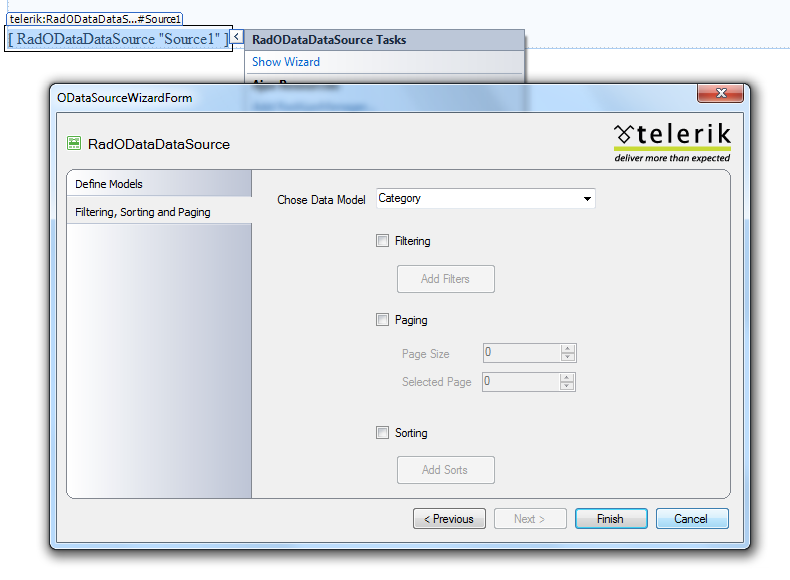 telerik:RadODataDataS...#Source1
[ RadODataDataSource "Source1" ]
RadODataDataSource Tasks
Show Wizard
ODataSourceWizardForm
RadODataDataSource
telerik
deliver more than expected
Define Models
Filtering, Sorting and Paging
Chose Data Model Category
Filtering
Add Filters
Paging
Page Size 0
Selected Page 0
Sorting
Add Sorts
< Previous Next > Finish Cancel